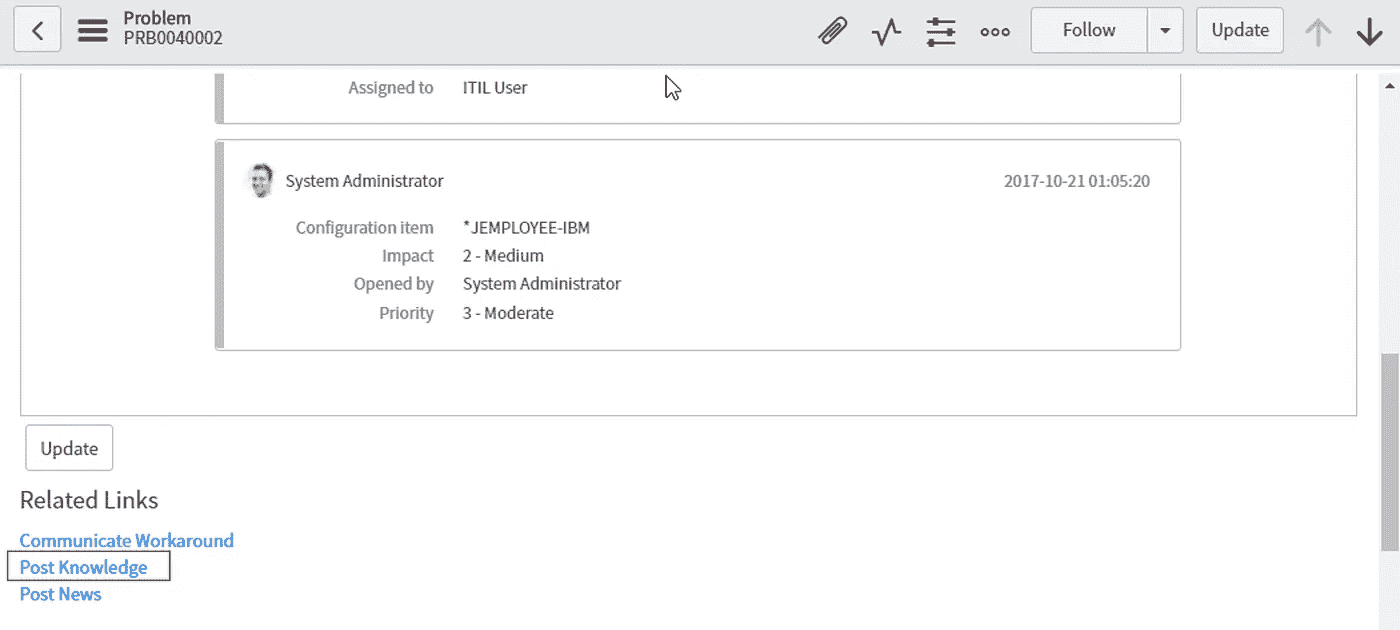 Problem
PRB0040002
Follow
Update
Assigned to ITIL User
System Administrator 2017-10-21 01:05:20
Configuration item *JEMPLOYEE-IBM
Impact 2 - Medium
Opened by System Administrator
Priority 3 - Moderate
Update
Related Links
Communicate Workaround
Post Knowledge
Post News